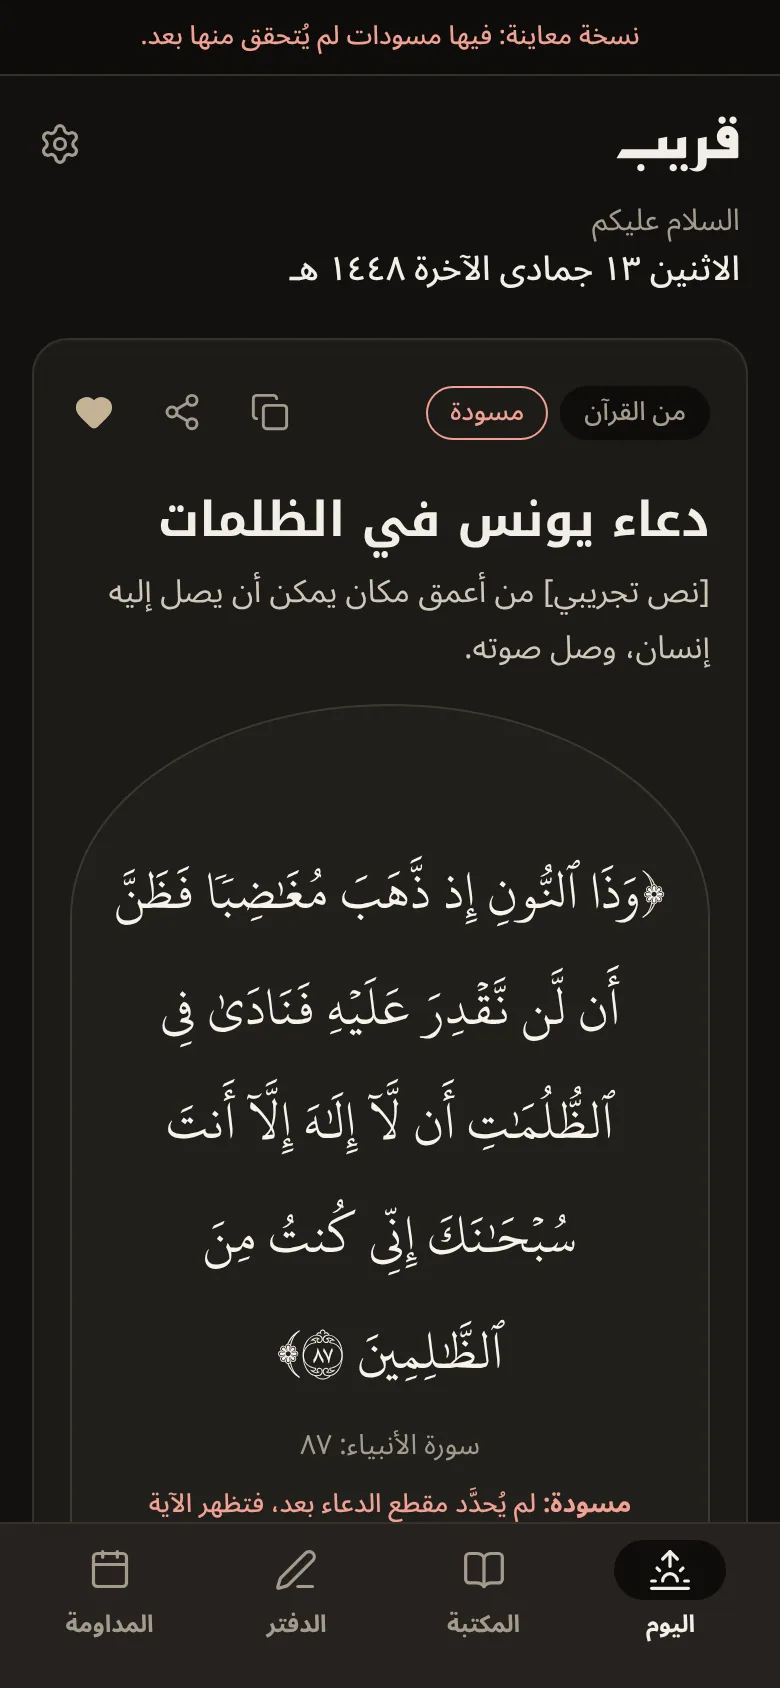 نسخة معاينة: فيها مسودات لم يُتحقق منها بعد.
قريب
السلام عليكم
الاثنين ١٣ جمادى الآخرة ١٤٤٨ هـ
من القرآن
مسودة
دعاء يونس في الظلمات
[نص تجريبي] من أعمق مكان يمكن أن يصل إليه
إنسان، وصل صوته.
﴿وَذَا ٱلنُّونِ إِذ ذَّهَبَ مُغَـٰضِبٗا فَظَنَّ
أَن لَّن نَّقۡدِرَ عَلَيۡهِ فَنَادَىٰ فِي
ٱلظُّلُمَـٰتِ أَن لَّآ إِلَـٰهَ إِلَّآ أَنتَ
سُبۡحَـٰنَكَ إِنِّي كُنتُ مِنَ
ٱلظَّـٰلِمِينَ ٨٧﴾
سورة الأنبياء: ٨٧
مسودة: لم يُحدَّد مقطع الدعاء بعد، فتظهر الآية
اليوم
المكتبة
الدفتر
المداومة